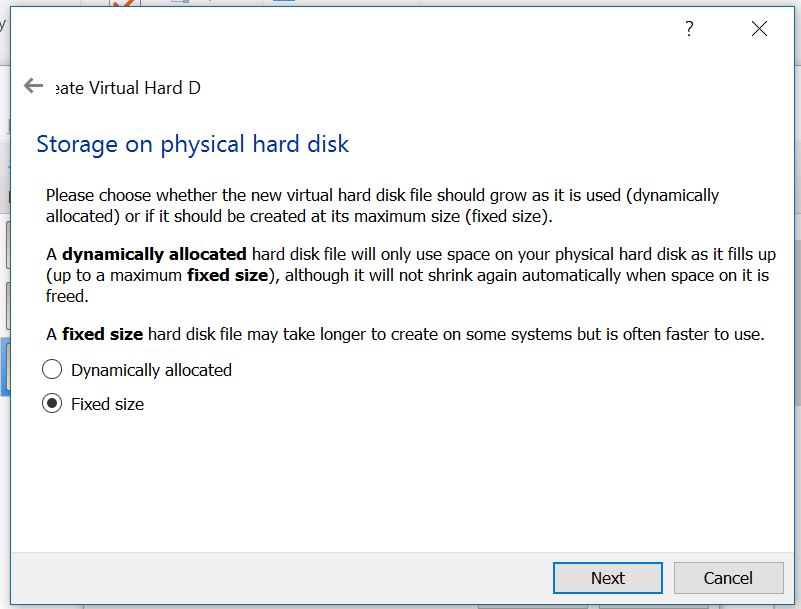 ?
eate Virtual Hard D
Storage on physical hard disk
Please choose whether the new virtual hard disk file should grow as it is used (dynamically
allocated) or if it should be created at its maximum size (fixed size).
A dynamically allocated hard disk file will only use space on your physical hard disk as it fills up
(up to a maximum fixed size), although it will not shrink again automatically when space on it is
freed.
A fixed size hard disk file may take longer to create on some systems but is often faster to use.
Dynamically allocated
Fixed size
Next
Cancel